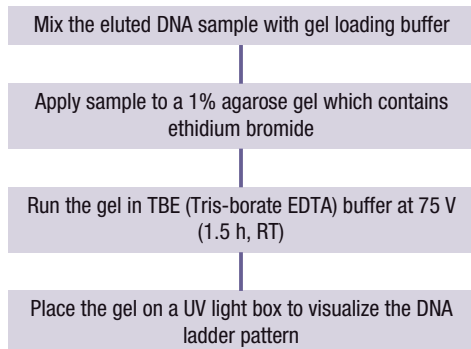 Mix the eluted DNA sample with gel loading buffer
Apply sample to a 1% agarose gel which contains
ethidium bromide
Run the gel in TBE (Tris-borate EDTA) buffer at 75 V
(1.5 h, RT)
Place the gel on a UV light box to visualize the DNA
ladder pattern